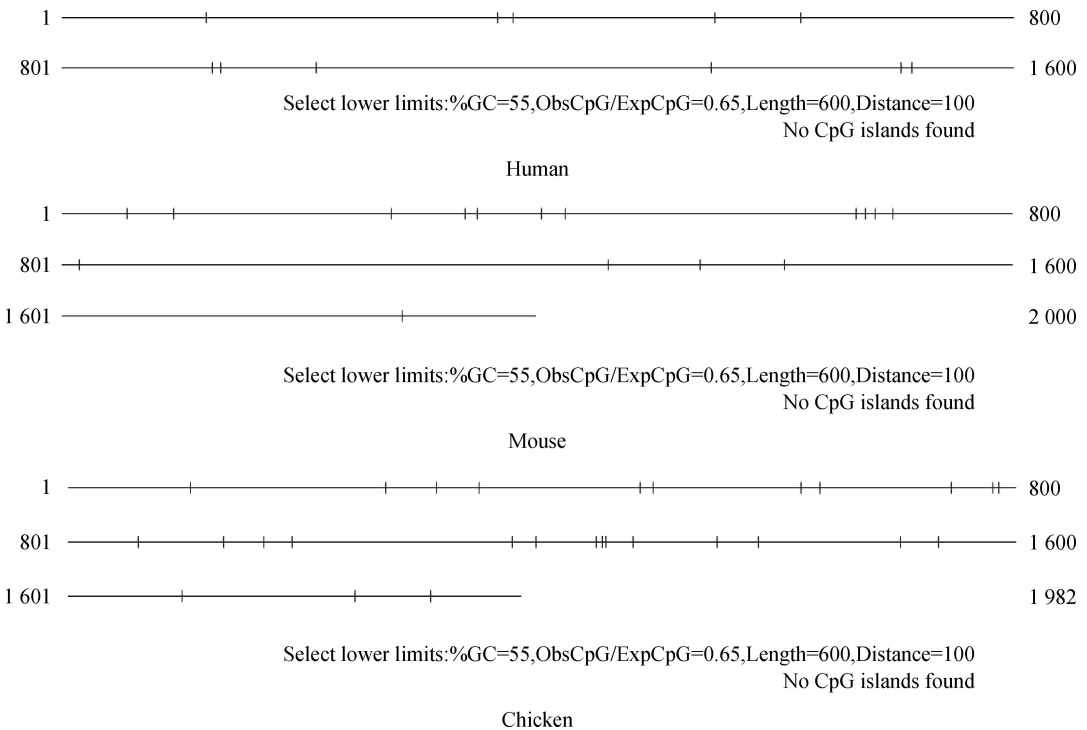 1 800
801 1 600
Select lower limits:%GC=55,ObsCpG/ExpCpG=0.65,Length=600,Distance=100
No CpG islands found
Human
1 800
801 1 600
1 601 2 000
Select lower limits:%GC=55,ObsCpG/ExpCpG=0.65,Length=600,Distance=100
No CpG islands found
Mouse
1 800
801 1 600
1 601 1 982
Select lower limits:%GC=55,ObsCpG/ExpCpG=0.65,Length=600,Distance=100
No CpG islands found
Chicken